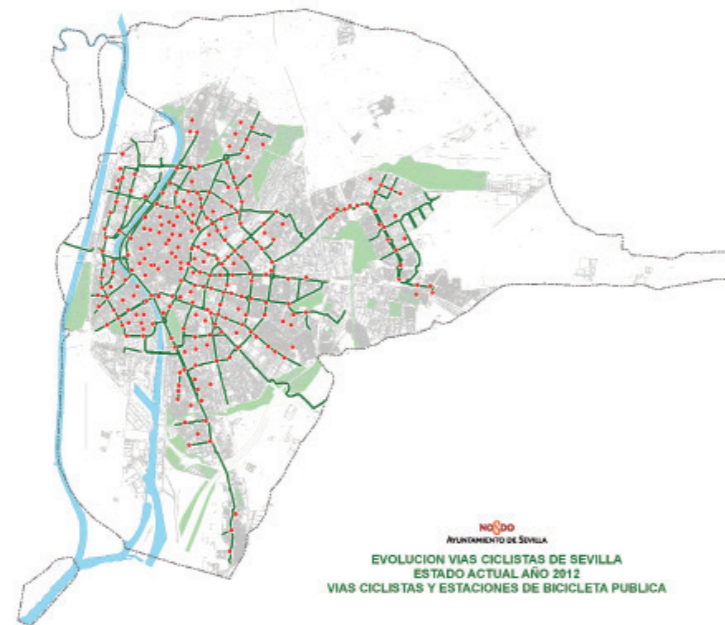 NO8DO
AYUNTAMIENTO DE SEVILLA
EVOLUCION VIAS CICLISTAS DE SEVILLA
ESTADO ACTUAL AÑO 2012
VIAS CICLISTAS Y ESTACIONES DE BICICLETA PUBLICA